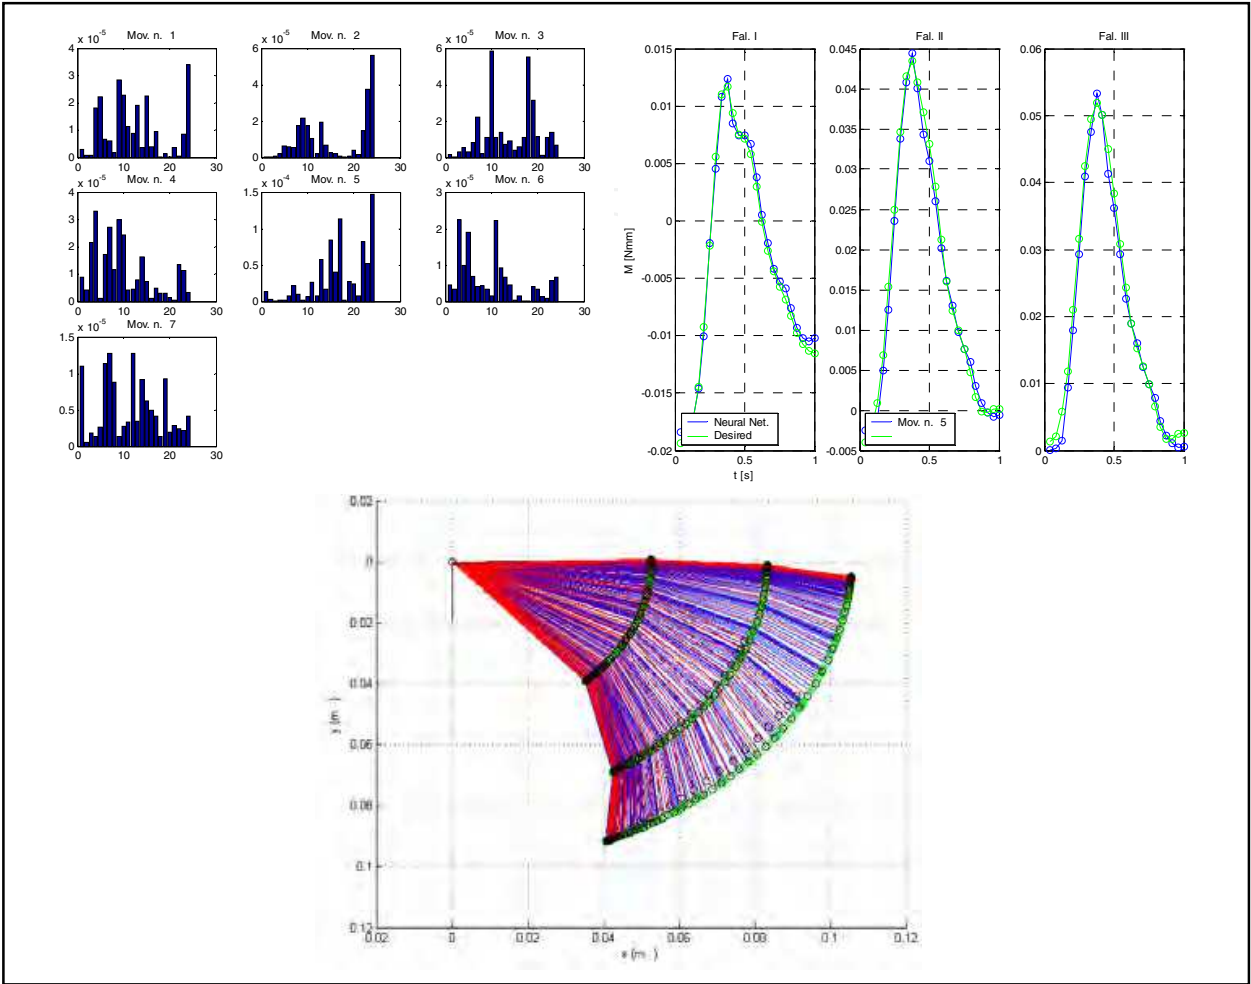 Mov. n. 1
x 10^-5
4
3
2
1
0
0 10 20 30
Mov. n. 2
x 10^-5
6
4
2
0
0 10 20 30
Mov. n. 3
x 10^-5
6
4
2
0
0 10 20 30
Mov. n. 4
x 10^-5
4
3
2
1
0
0 10 20 30
Mov. n. 5
x 10^-4
1.5
1
0.5
0
0 10 20 30
Mov. n. 6
x 10^-5
3
2
1
0
0 10 20 30
Mov. n. 7
x 10^-5
1.5
1
0.5
0
0 10 20 30
Fal. I
0.015
0.010
0.005
0
-0.005
-0.010
-0.015
-0.02
M [Nmm]
Neural Net.
Desired
0 0.5 1
t [s]
Fal. II
0.045
0.04
0.035
0.03
0.025
0.02
0.015
0.01
0.005
0
-0.005
Mov. n. 5
0 0.5 1
Fal. III
0.06
0.05
0.04
0.03
0.02
0.01
0
0 0.5 1
0.02
0
0.02
0.04
0.06
0.08
0.1
0.12
y (m )
0.02 0 0.02 0.04 0.06 0.08 0.1 0.12
x (m )